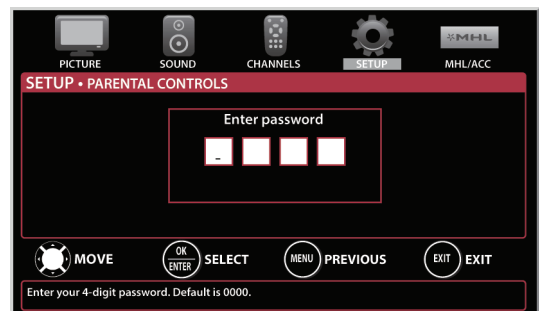 MHL
PICTURE SOUND CHANNELS SETUP MHL/ACC
SETUP • PARENTAL CONTROLS
Enter password
_
MOVE OK ENTER SELECT MENU PREVIOUS EXIT EXIT
Enter your 4-digit password. Default is 0000.